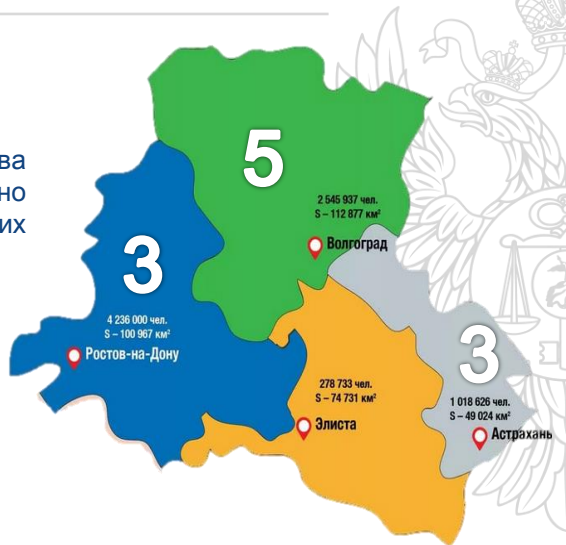 ва
но
их
5
2 545 937 чел.
S – 112 877 км²
Волгоград
3
4 236 000 чел.
S – 100 967 км²
Ростов-на-Дону
278 733 чел.
S – 74 731 км²
Элиста
3
1 018 626 чел.
S – 49 024 км²
Астрахань